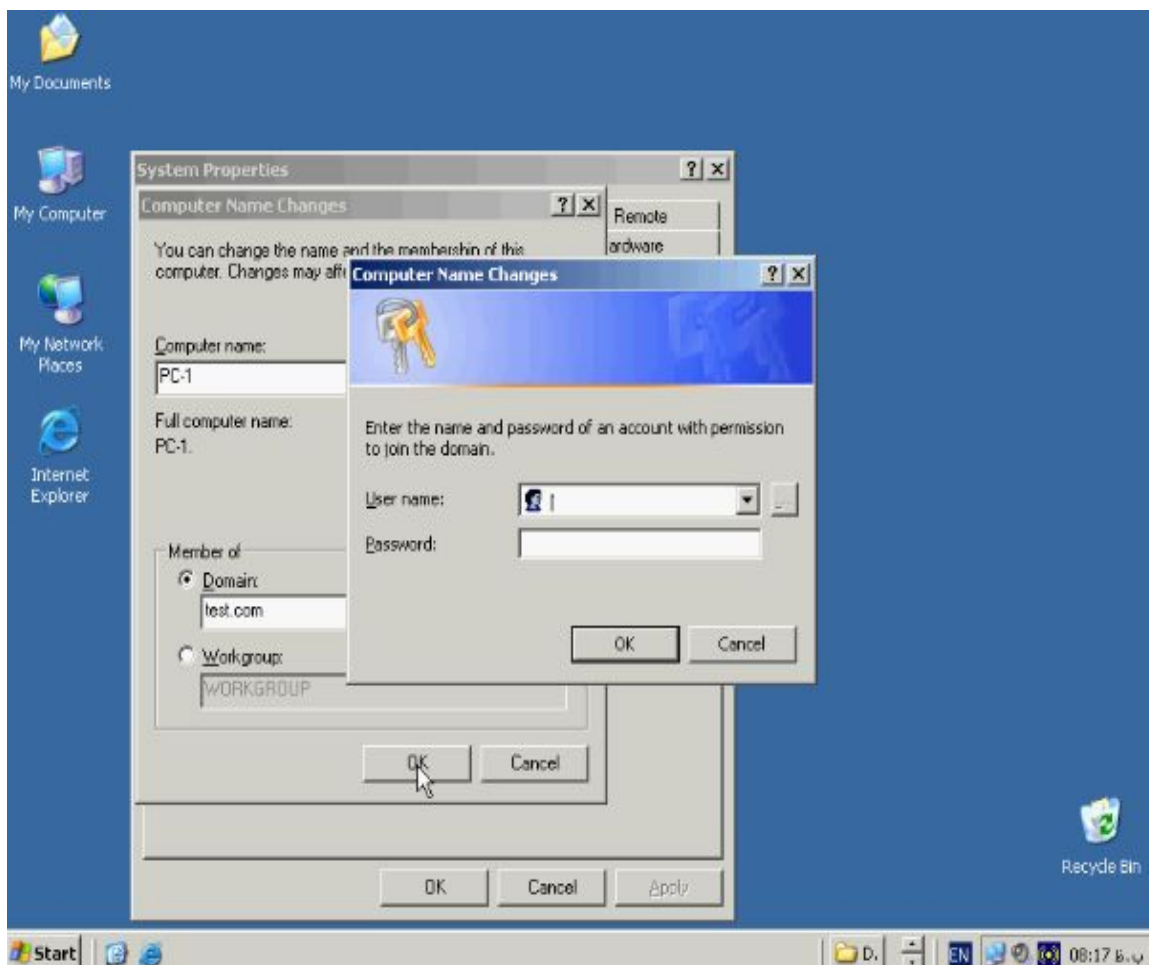 My Documents
My Computer
My Network
Places
Internet
Explorer
System Properties
Remote
ardware
Computer Name Changes
You can change the name and the membership of this
computer. Changes may affe
Computer name:
PC-1
Full computer name:
PC-1.
Member of
Domain:
test.com
Workgroup:
WORKGROUP
OK Cancel
Computer Name Changes
Enter the name and password of an account with permission
to join the domain.
User name:
Password:
OK Cancel
OK Cancel Apply
Recycle Bin
Start
D.
EN
08:17 ب.ظ